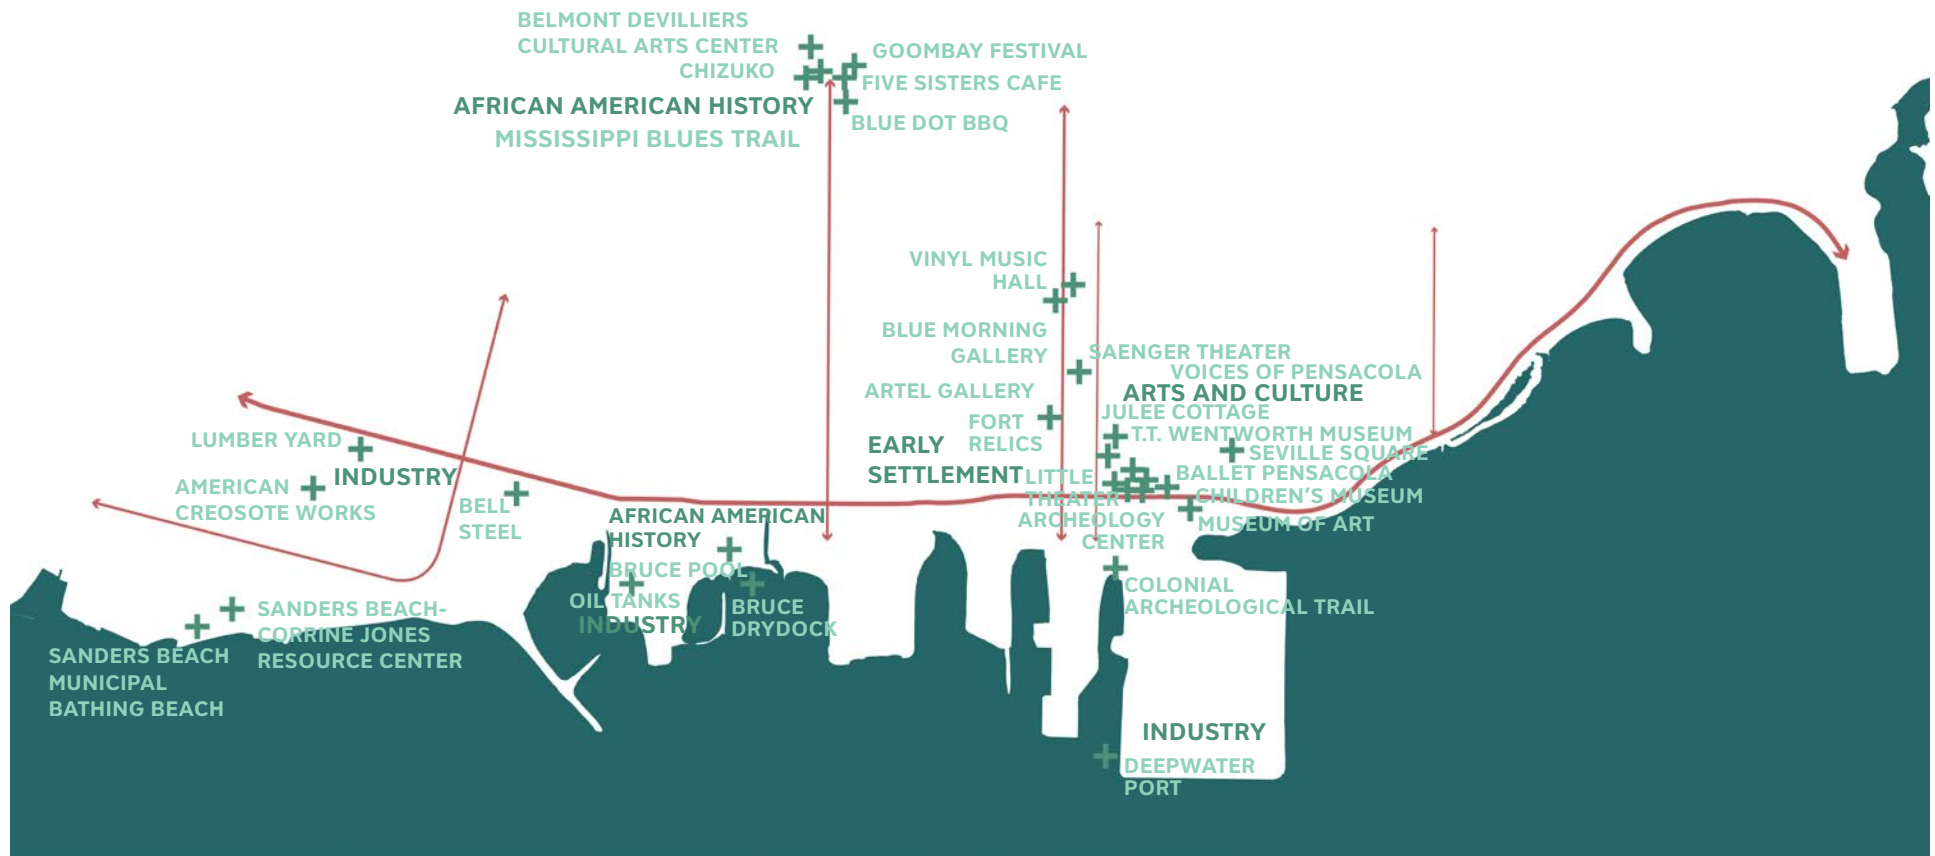 BELMONT DEVILLIERS
CULTURAL ARTS CENTER
CHIZUKO
GOOMBAY FESTIVAL
FIVE SISTERS CAFE
AFRICAN AMERICAN HISTORY
MISSISSIPPI BLUES TRAIL
BLUE DOT BBQ
VINYL MUSIC
HALL
BLUE MORNING
GALLERY
SAENGER THEATER
VOICES OF PENSACOLA
ARTEL GALLERY
ARTS AND CULTURE
FORT
RELICS
JULEE COTTAGE
T.T. WENTWORTH MUSEUM
SEVILLE SQUARE
EARLY
SETTLEMENT
LITTLE
THEATER
BALLET PENSACOLA
CHILDREN'S MUSEUM
ARCHEOLOGY
CENTER
MUSEUM OF ART
LUMBER YARD
INDUSTRY
AMERICAN
CREOSOTE WORKS
BELL
STEEL
AFRICAN AMERICAN
HISTORY
BRUCE POOL
OIL TANKS
INDUSTRY
BRUCE
DRYDOCK
COLONIAL
ARCHEOLOGICAL TRAIL
SANDERS BEACH-
CORRINE JONES
RESOURCE CENTER
SANDERS BEACH
MUNICIPAL
BATHING BEACH
INDUSTRY
DEEPWATER
PORT